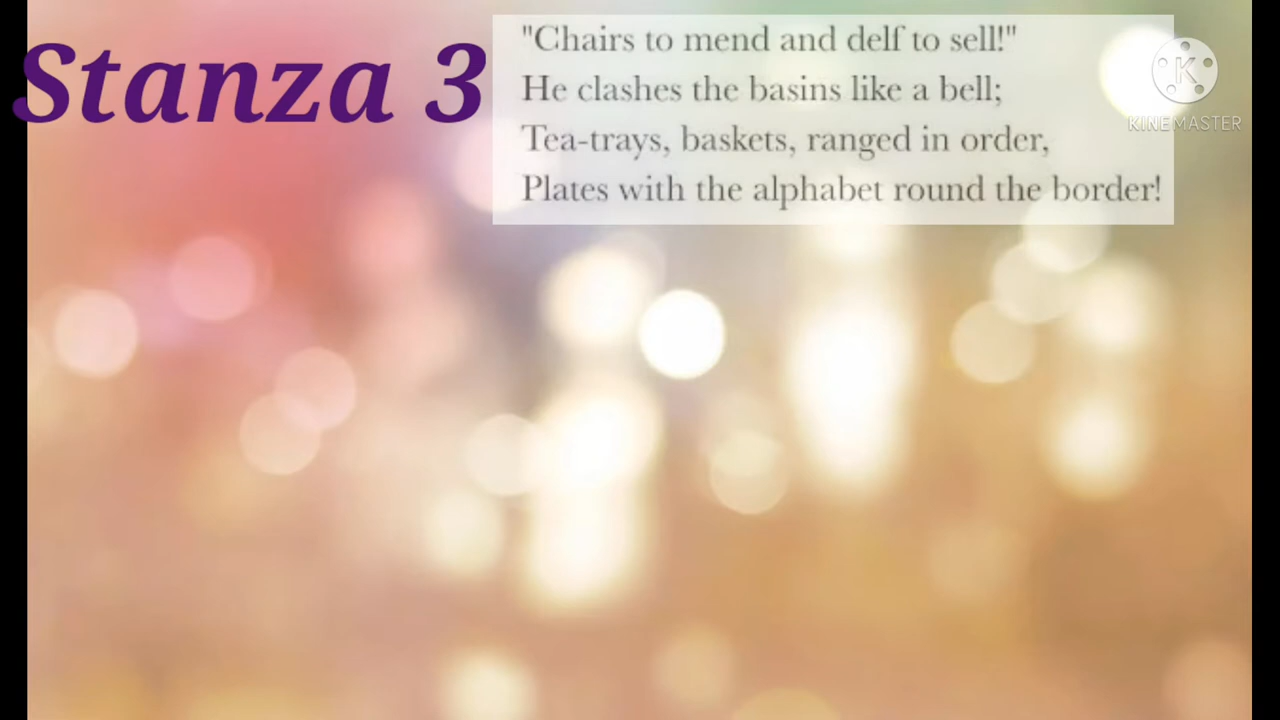 Stanza 3
"Chairs to mend and delf to sell!"
He clashes the basins like a bell;
Tea-trays, baskets, ranged in order,
Plates with the alphabet round the border!
K
KINEMASTER